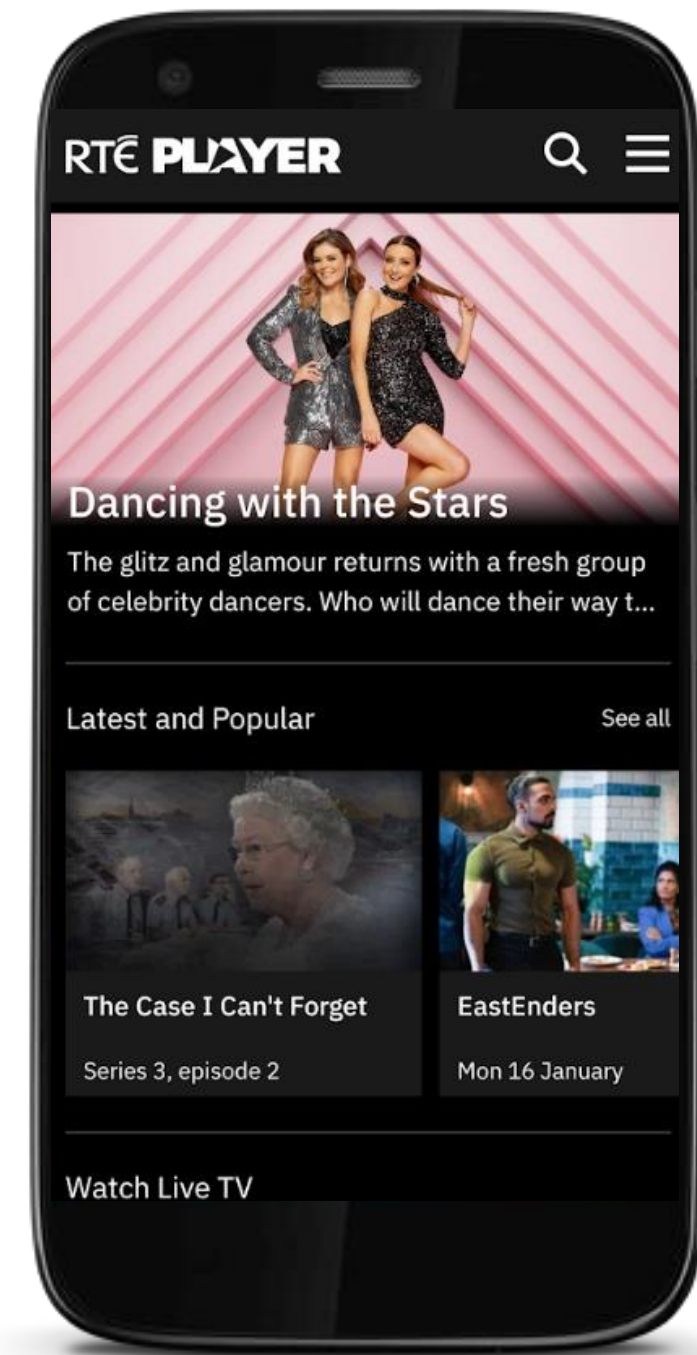 RTÉ PLAYER
Dancing with the Stars
The glitz and glamour returns with a fresh group
of celebrity dancers. Who will dance their way t...
Latest and Popular
See all
The Case I Can't Forget
Series 3, episode 2
EastEnders
Mon 16 January
Watch Live TV